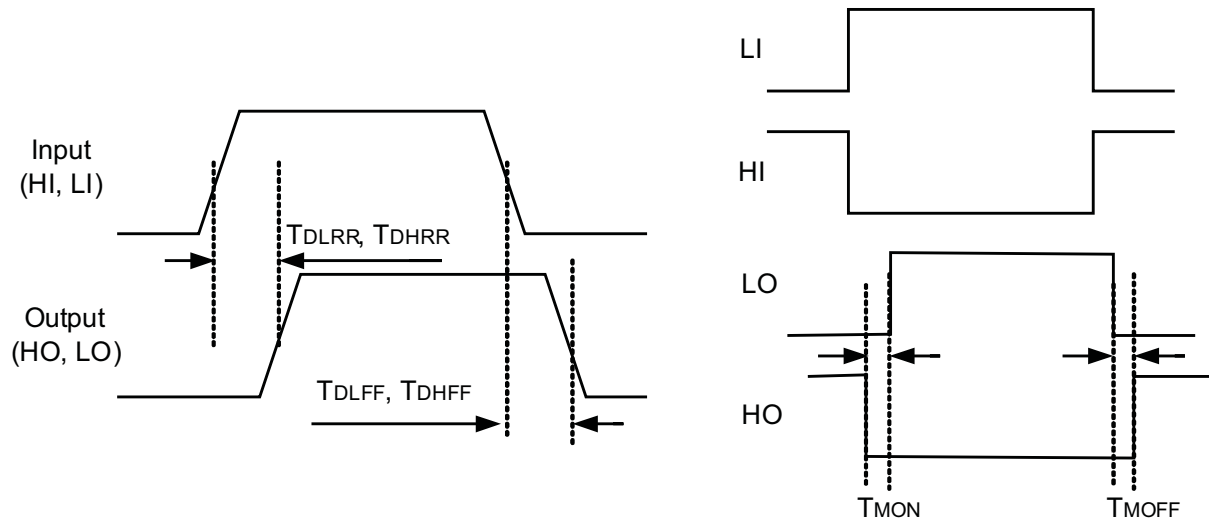 Input
(HI, LI)
TDLRR, TDHRR
Output
(HO, LO)
TDLFF, TDHFF
LI
HI
LO
HO
TMON
TMOFF